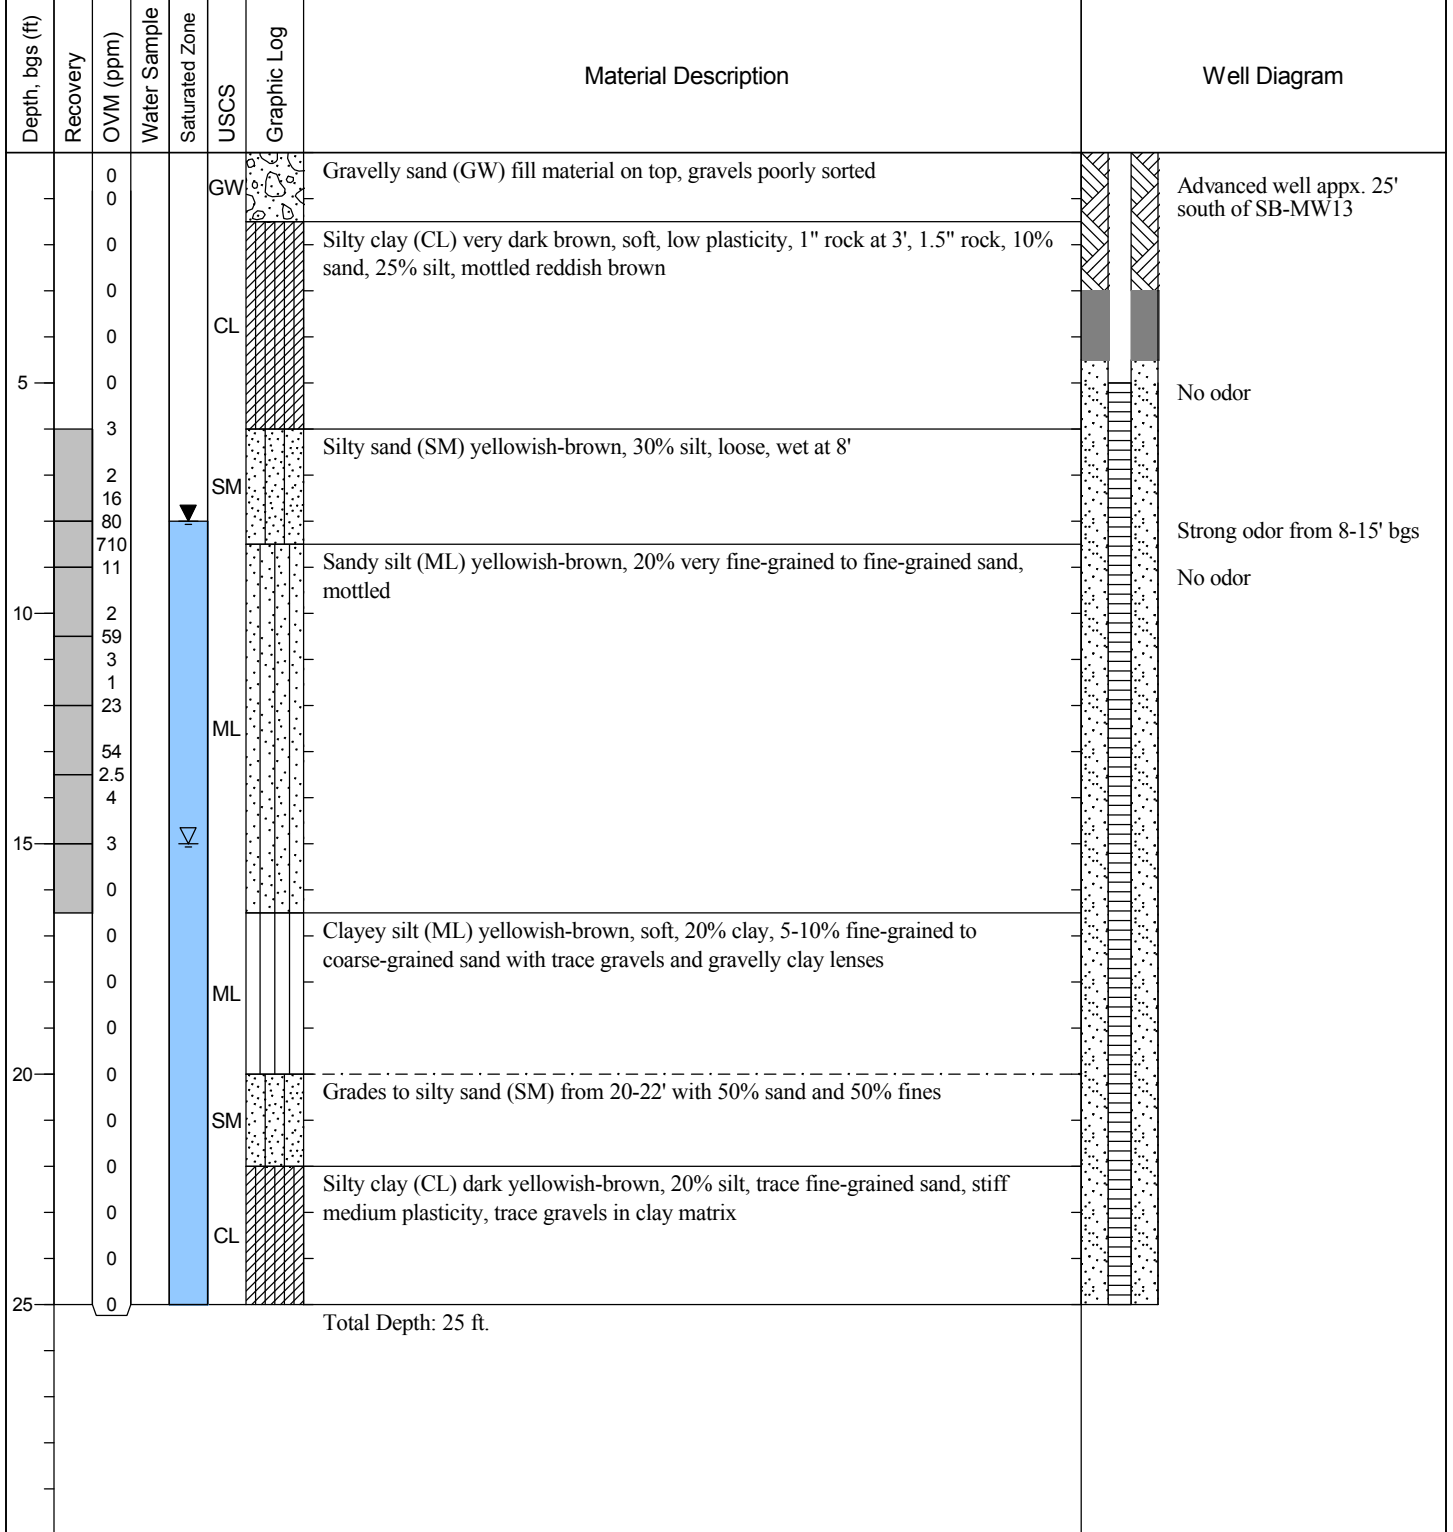 Depth, bgs (ft)
Recovery
OVM (ppm)
Water Sample
Saturated Zone
USCS
Graphic Log
Material Description
Well Diagram
0
GW
Gravelly sand (GW) fill material on top, gravels poorly sorted
Advanced well appx. 25'
south of SB-MW13
0
0
Silty clay (CL) very dark brown, soft, low plasticity, 1" rock at 3', 1.5" rock, 10%
sand, 25% silt, mottled reddish brown
0
CL
0
5
0
No odor
3
Silty sand (SM) yellowish-brown, 30% silt, loose, wet at 8'
2
SM
16
80
Strong odor from 8-15' bgs
710
Sandy silt (ML) yellowish-brown, 20% very fine-grained to fine-grained sand,
mottled
11
No odor
10
2
59
3
1
23
ML
54
2.5
4
15
3
0
Clayey silt (ML) yellowish-brown, soft, 20% clay, 5-10% fine-grained to
coarse-grained sand with trace gravels and gravelly clay lenses
0
0
ML
0
20
0
Grades to silty sand (SM) from 20-22' with 50% sand and 50% fines
0
SM
0
Silty clay (CL) dark yellowish-brown, 20% silt, trace fine-grained sand, stiff
medium plasticity, trace gravels in clay matrix
0
CL
0
25
0
Total Depth: 25 ft.